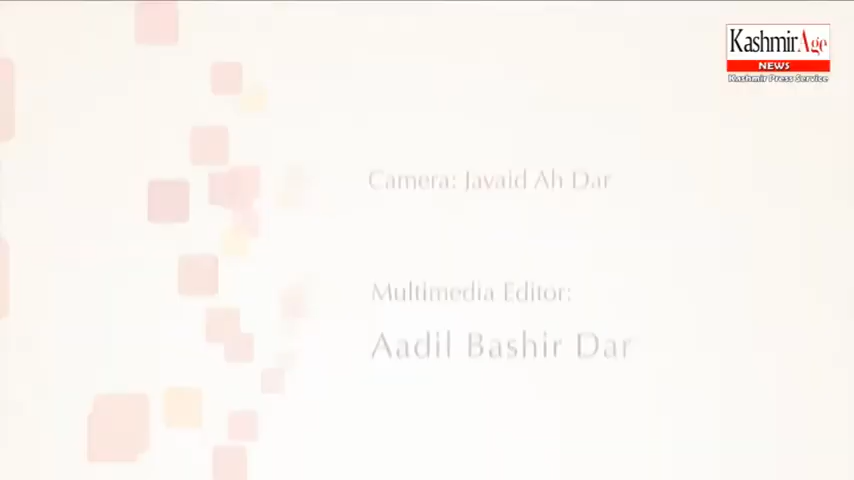 KashmirAge
NEWS
Kashmir Press Service
Camera: Javaid Ah Dar
Multimedia Editor:
Aadil Bashir Dar